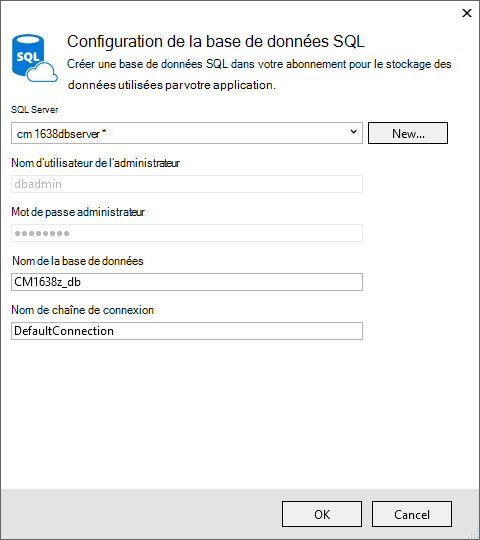 Configuration de la base de données SQL
SQL
Créer une base de données SQL dans votre abonnement pour le stockage des
données utilisées par votre application.
SQL Server
cm 1638dbserver *
New...
Nom d'utilisateur de l'administrateur
dbadmin
Mot de passe administrateur
●●●●●●●●
Nom de la base de données
CM1638z_db
Nom de chaîne de connexion
DefaultConnection
OK
Cancel